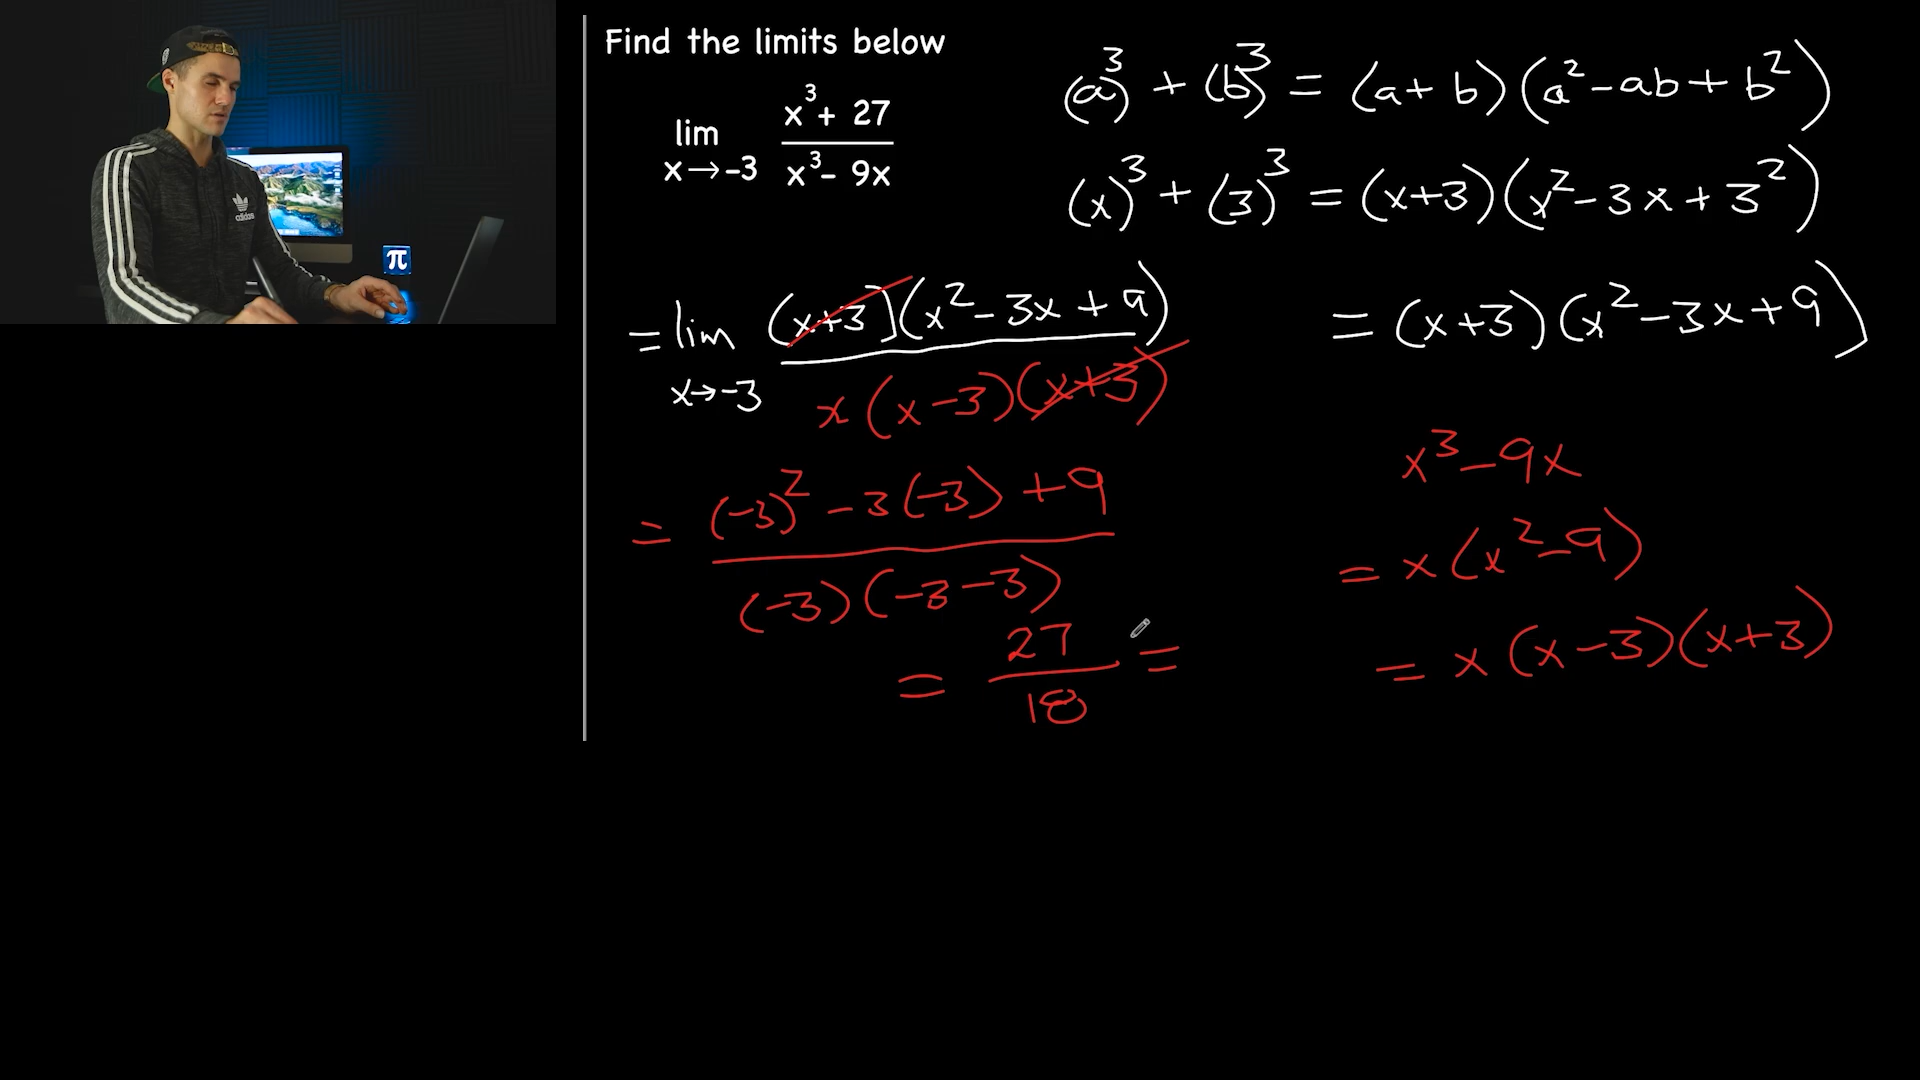 Find the limits below
lim x→-3 (x³ + 27)/(x³ - 9x)
(a)³ + (b)³ = (a + b)(a² - ab + b²)
(x)³ + (3)³ = (x+3)(x² - 3x + 3²)
= (x+3)(x² - 3x + 9)
= lim x→-3 (x+3)(x² - 3x + 9)/x(x-3)(x+3)
= (-3)² - 3(-3) + 9/(-3)(-3-3)
= 27/18 =
x³ - 9x
= x(x² - 9)
= x(x-3)(x+3)
π
adidas